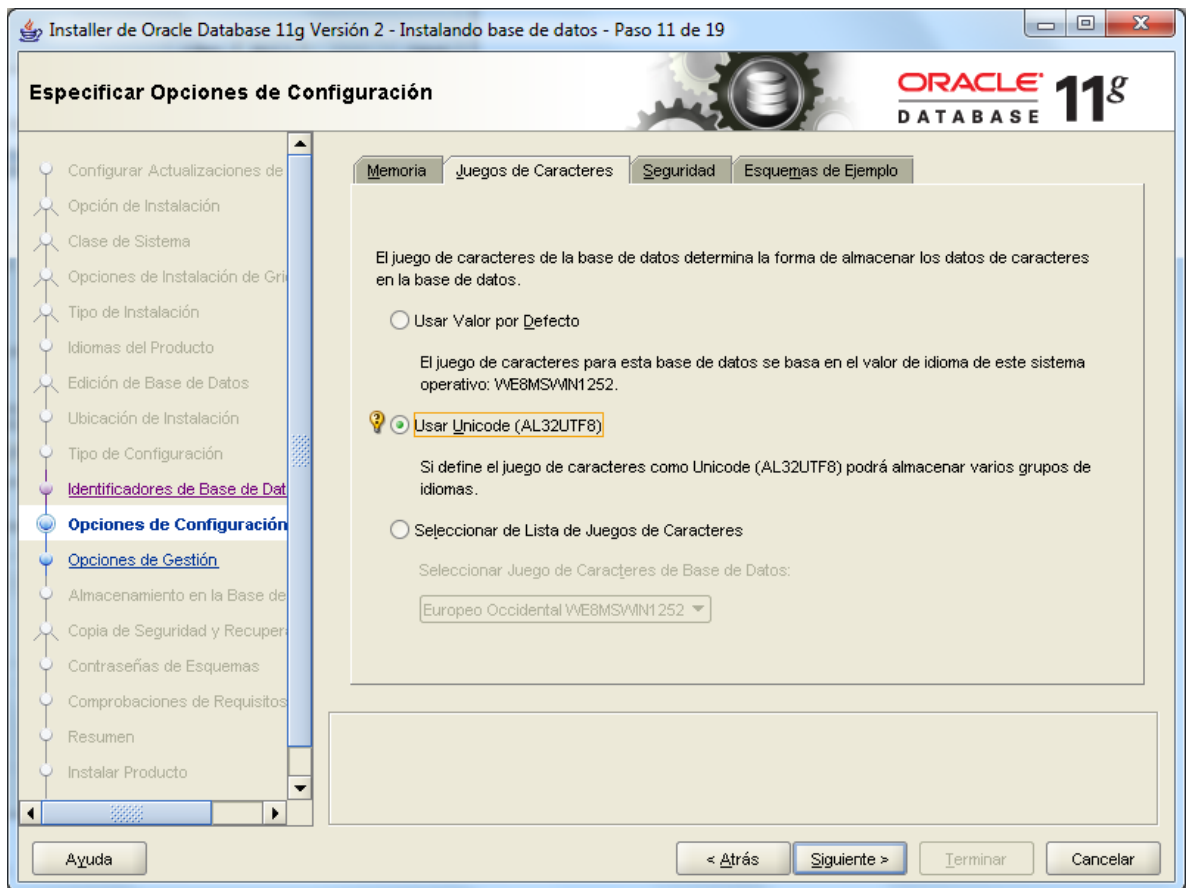 Installer de Oracle Database 11g Versión 2 - Instalando base de datos - Paso 11 de 19
Especificar Opciones de Configuración
ORACLE
DATABASE
11g
Configurar Actualizaciones de
Opción de Instalación
Clase de Sistema
Opciones de Instalación de Gri
Tipo de Instalación
Idiomas del Producto
Edición de Base de Datos
Ubicación de Instalación
Tipo de Configuración
Identificadores de Base de Dat
Opciones de Configuración
Opciones de Gestión
Almacenamiento en la Base de
Copia de Seguridad y Recuper
Contraseñas de Esquemas
Comprobaciones de Requisitos
Resumen
Instalar Producto
Memoria
Juegos de Caracteres
Seguridad
Esquemas de Ejemplo
El juego de caracteres de la base de datos determina la forma de almacenar los datos de caracteres
en la base de datos.
Usar Valor por Defecto
El juego de caracteres para esta base de datos se basa en el valor de idioma de este sistema
operativo: WE8MSWIN1252.
Usar Unicode (AL32UTF8)
Si define el juego de caracteres como Unicode (AL32UTF8) podrá almacenar varios grupos de
idiomas.
Seleccionar de Lista de Juegos de Caracteres
Seleccionar Juego de Caracteres de Base de Datos:
Europeo Occidental WE8MSWIN1252
Ayuda
< Atrás
Siguiente >
Terminar
Cancelar